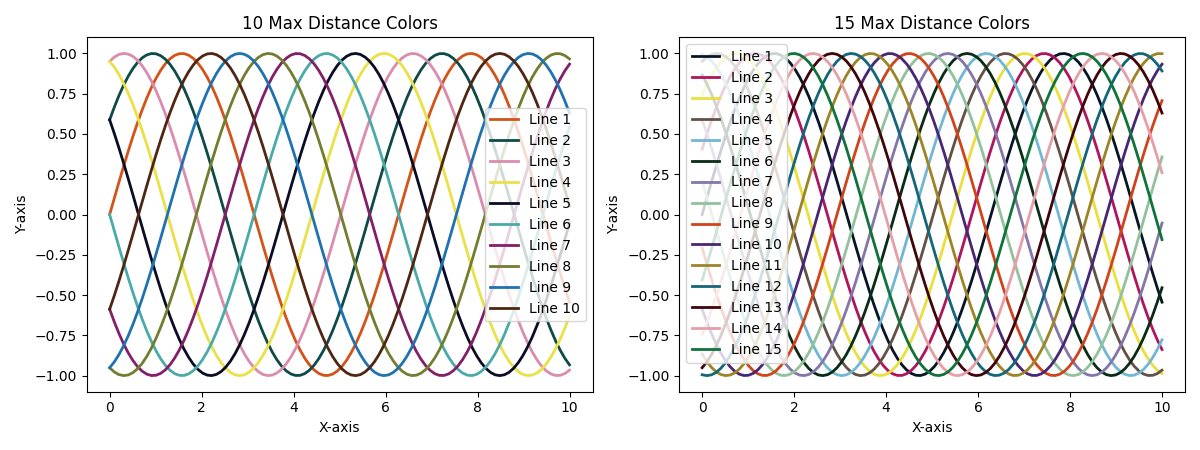 10 Max Distance Colors
1.00
0.75
0.50
0.25
0.00
−0.25
−0.50
−0.75
−1.00
Y-axis
0
2
4
6
8
10
X-axis
Line 1
Line 2
Line 3
Line 4
Line 5
Line 6
Line 7
Line 8
Line 9
Line 10
15 Max Distance Colors
1.00
0.75
0.50
0.25
0.00
−0.25
−0.50
−0.75
−1.00
Y-axis
0
2
4
6
8
10
X-axis
Line 1
Line 2
Line 3
Line 4
Line 5
Line 6
Line 7
Line 8
Line 9
Line 10
Line 11
Line 12
Line 13
Line 14
Line 15